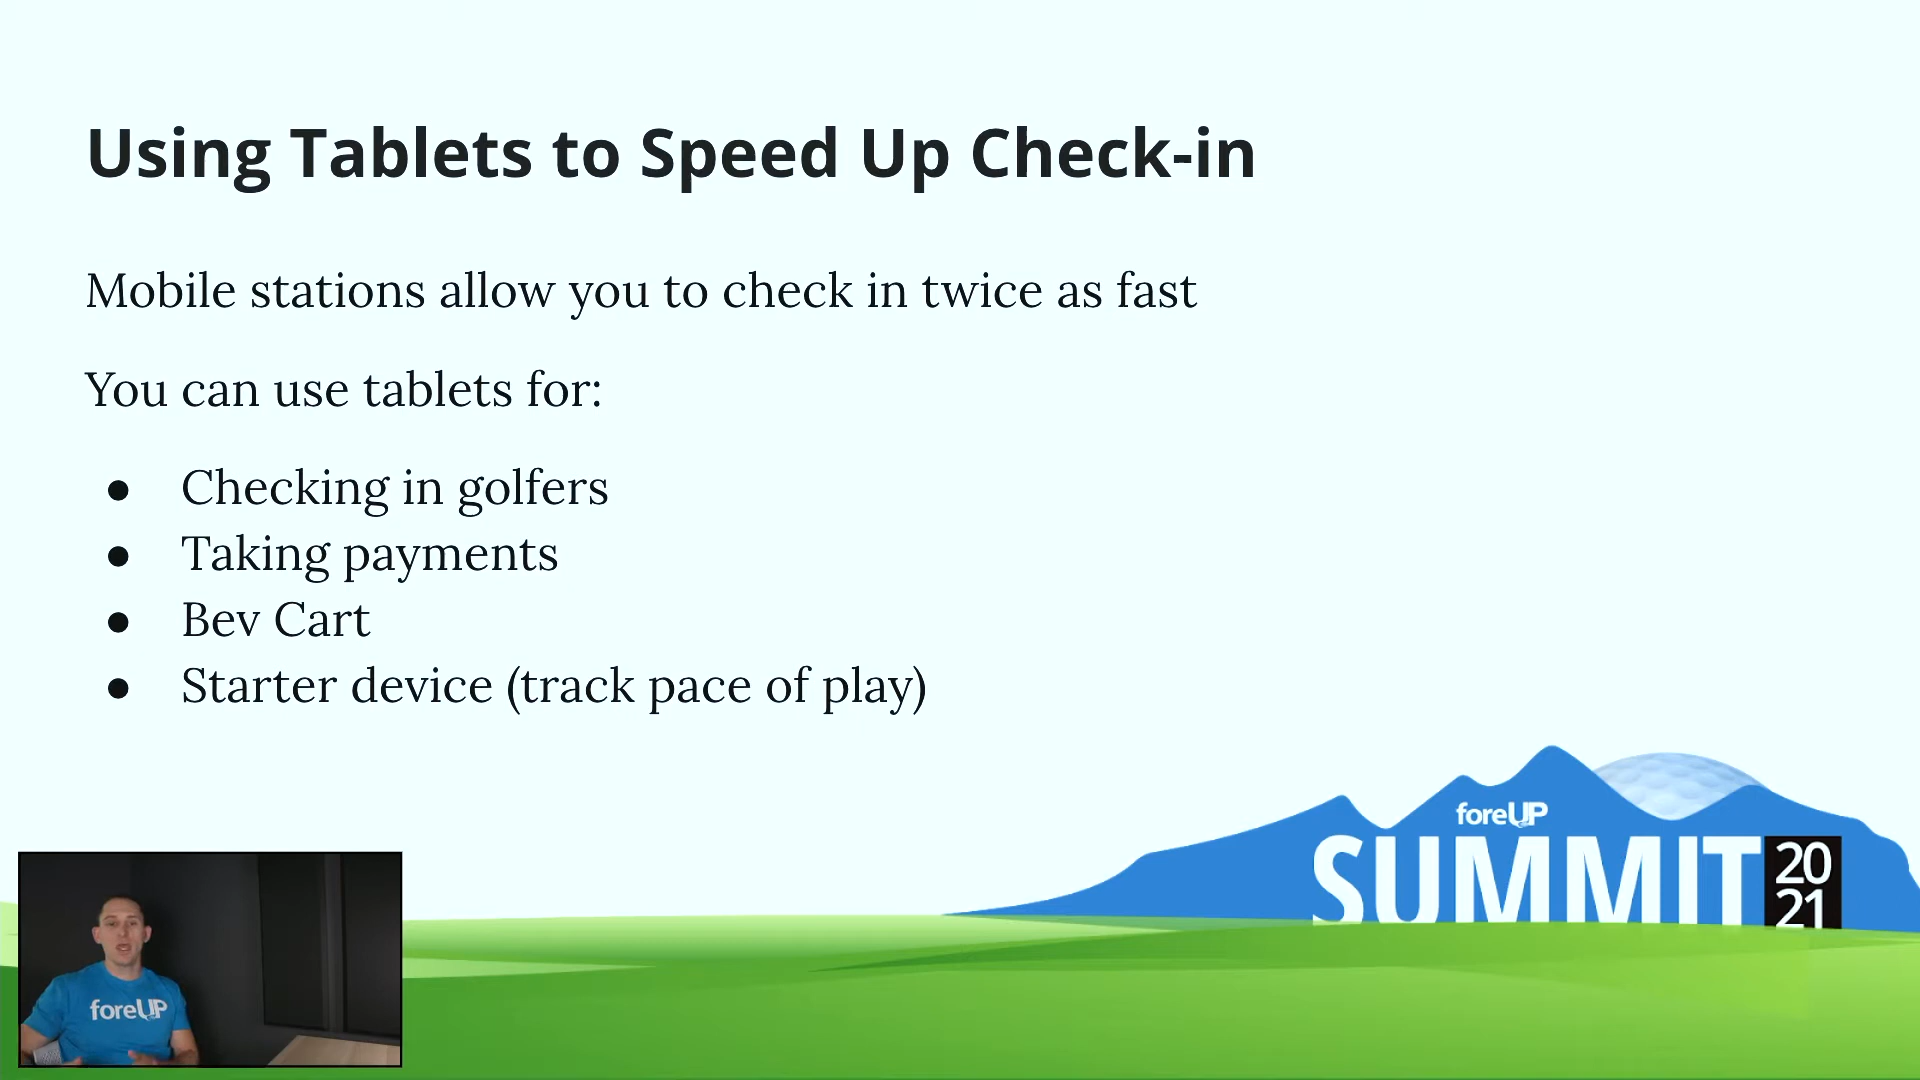 Using Tablets to Speed Up Check-in
Mobile stations allow you to check in twice as fast
You can use tablets for:
● Checking in golfers
● Taking payments
● Bev Cart
● Starter device (track pace of play)
foreUP
SUMMIT
20
21
foreUP